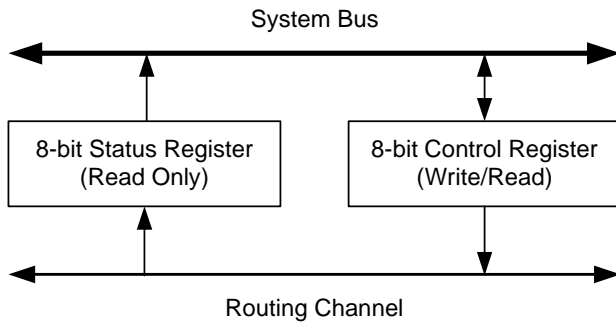 System Bus
8-bit Status Register
(Read Only)
8-bit Control Register
(Write/Read)
Routing Channel